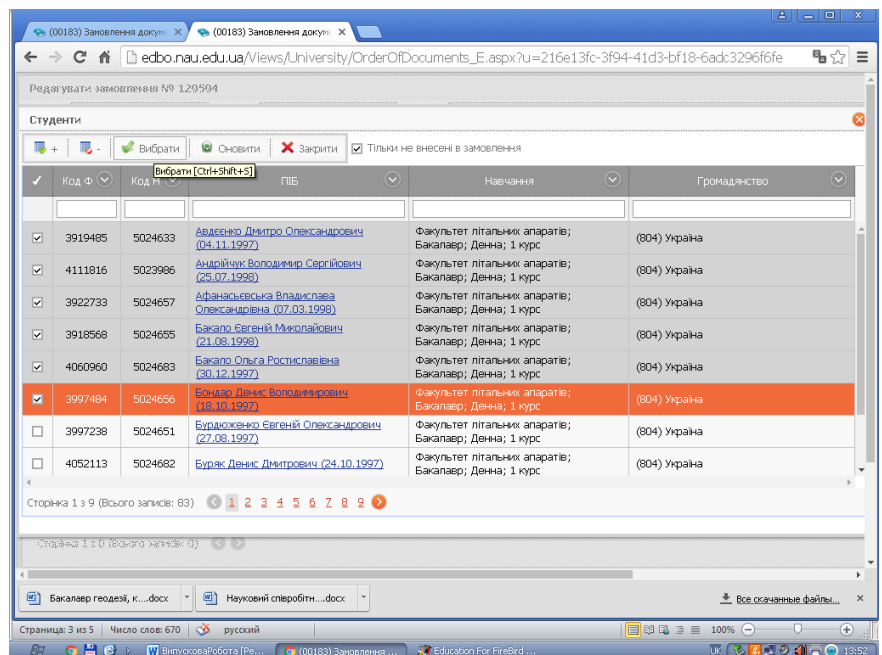 (00183) Замовле
(00183) Замовлення докум
edbo.nau.edu.ua/Views/University/OrderOfDocuments_E.aspx?u=216e13fc-3f94-41d3-bf18-6adc3296f6fe
Редагувати замовлення № 129594
Студенти
+ - Вибрати Оновити Закрити Тільки не внесені в замовлення
Вибрати [Ctrl+Shift+S]
Код Ф Код Н ПІБ Навчання Громадянство
3919485 5024633 Авдєєнко Дмитро Олександрович (04.11.1997) Факультет літальних апаратів; Бакалавр; Денна; 1 курс (804) Україна
4111816 5023986 Андрійчук Володимир Сергійович (25.07.1998) Факультет літальних апаратів; Бакалавр; Денна; 1 курс (804) Україна
3922733 5024657 Афанасьєвська Владислава Олександрівна (07.03.1998) Факультет літальних апаратів; Бакалавр; Денна; 1 курс (804) Україна
3918568 5024655 Бакало Євгеній Миколайович (21.08.1998) Факультет літальних апаратів; Бакалавр; Денна; 1 курс (804) Україна
4060960 5024683 Бакало Ольга Ростиславівна (30.12.1997) Факультет літальних апаратів; Бакалавр; Денна; 1 курс (804) Україна
3997484 5024656 Бондар Денис Володимирович (18.10.1997) Факультет літальних апаратів; Бакалавр; Денна; 1 курс (804) Україна
3997238 5024651 Бурдюженко Євгеній Олександрович (27.08.1997) Факультет літальних апаратів; Бакалавр; Денна; 1 курс (804) Україна
4052113 5024682 Буряк Денис Дмитрович (24.10.1997) Факультет літальних апаратів; Бакалавр; Денна; 1 курс (804) Україна
Сторінка 1 з 9 (Всього записів: 83) 1 2 3 4 5 6 7 8 9
Сторінка 1 з 0 (Всього записів: 0)
Бакалавр геодезії, к....docx Науковий співробітн....docx Все скачанные файлы...
Страница: 3 из 5 Число слов: 670 русский 100%
ВипусковаРобота [Ре... (00183) Замовлення ... Education For FireBird ... UK 13:52